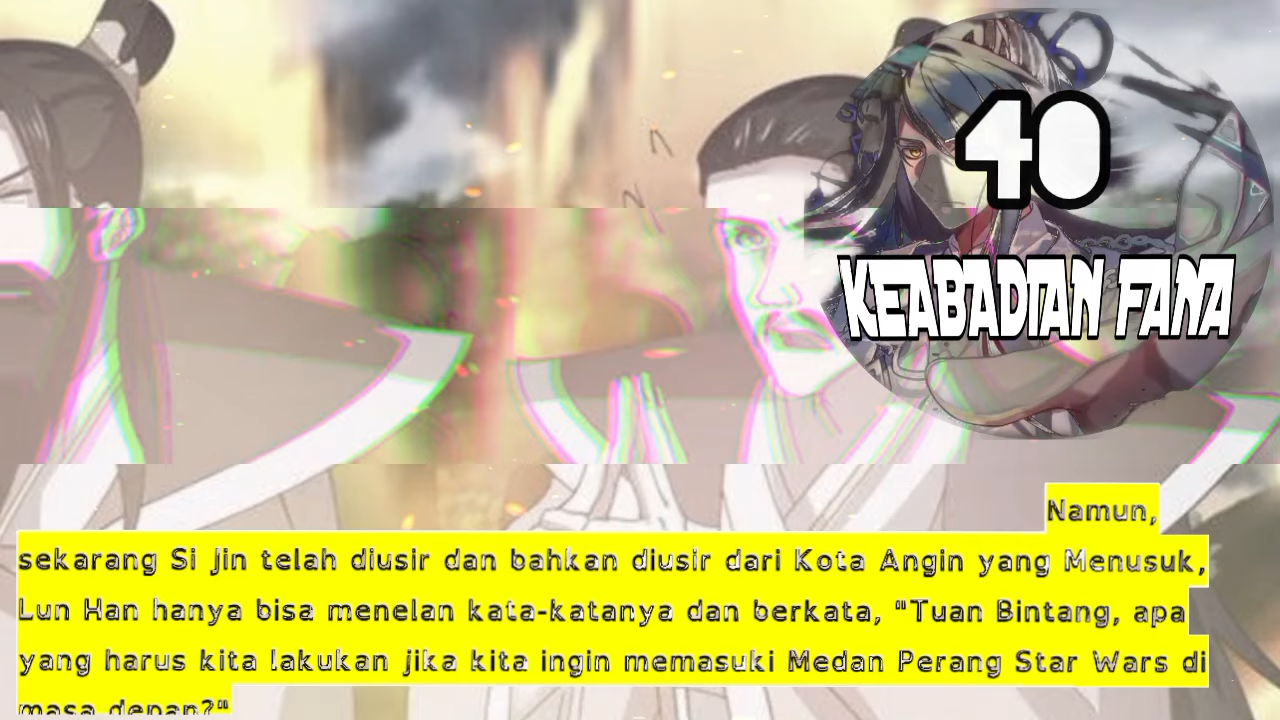 40
KEABADIAN FANA
Namun,
sekarang Si Jin telah diusir dan bahkan diusir dari Kota Angin yang Menusuk,
Lun Han hanya bisa menelan kata-katanya dan berkata, "Tuan Bintang, apa
yang harus kita lakukan jika kita ingin memasuki Medan Perang Star Wars di
masa depan?"